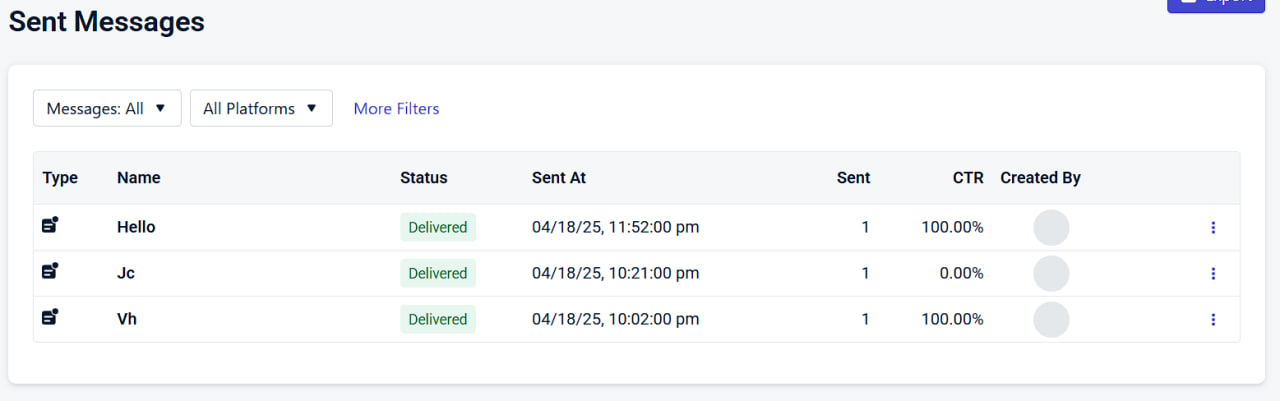 Export
Sent Messages
Messages: All ▼ All Platforms ▼ More Filters
Type Name Status Sent At Sent CTR Created By
Hello Delivered 04/18/25, 11:52:00 pm 1 100.00%
Jc Delivered 04/18/25, 10:21:00 pm 1 0.00%
Vh Delivered 04/18/25, 10:02:00 pm 1 100.00%